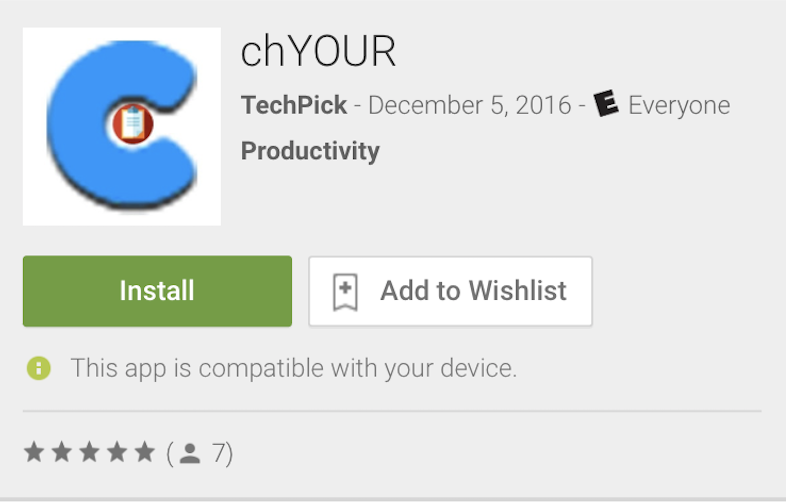 chYOUR
TechPick - December 5, 2016 - E Everyone
Productivity
Install
Add to Wishlist
This app is compatible with your device.
(7)